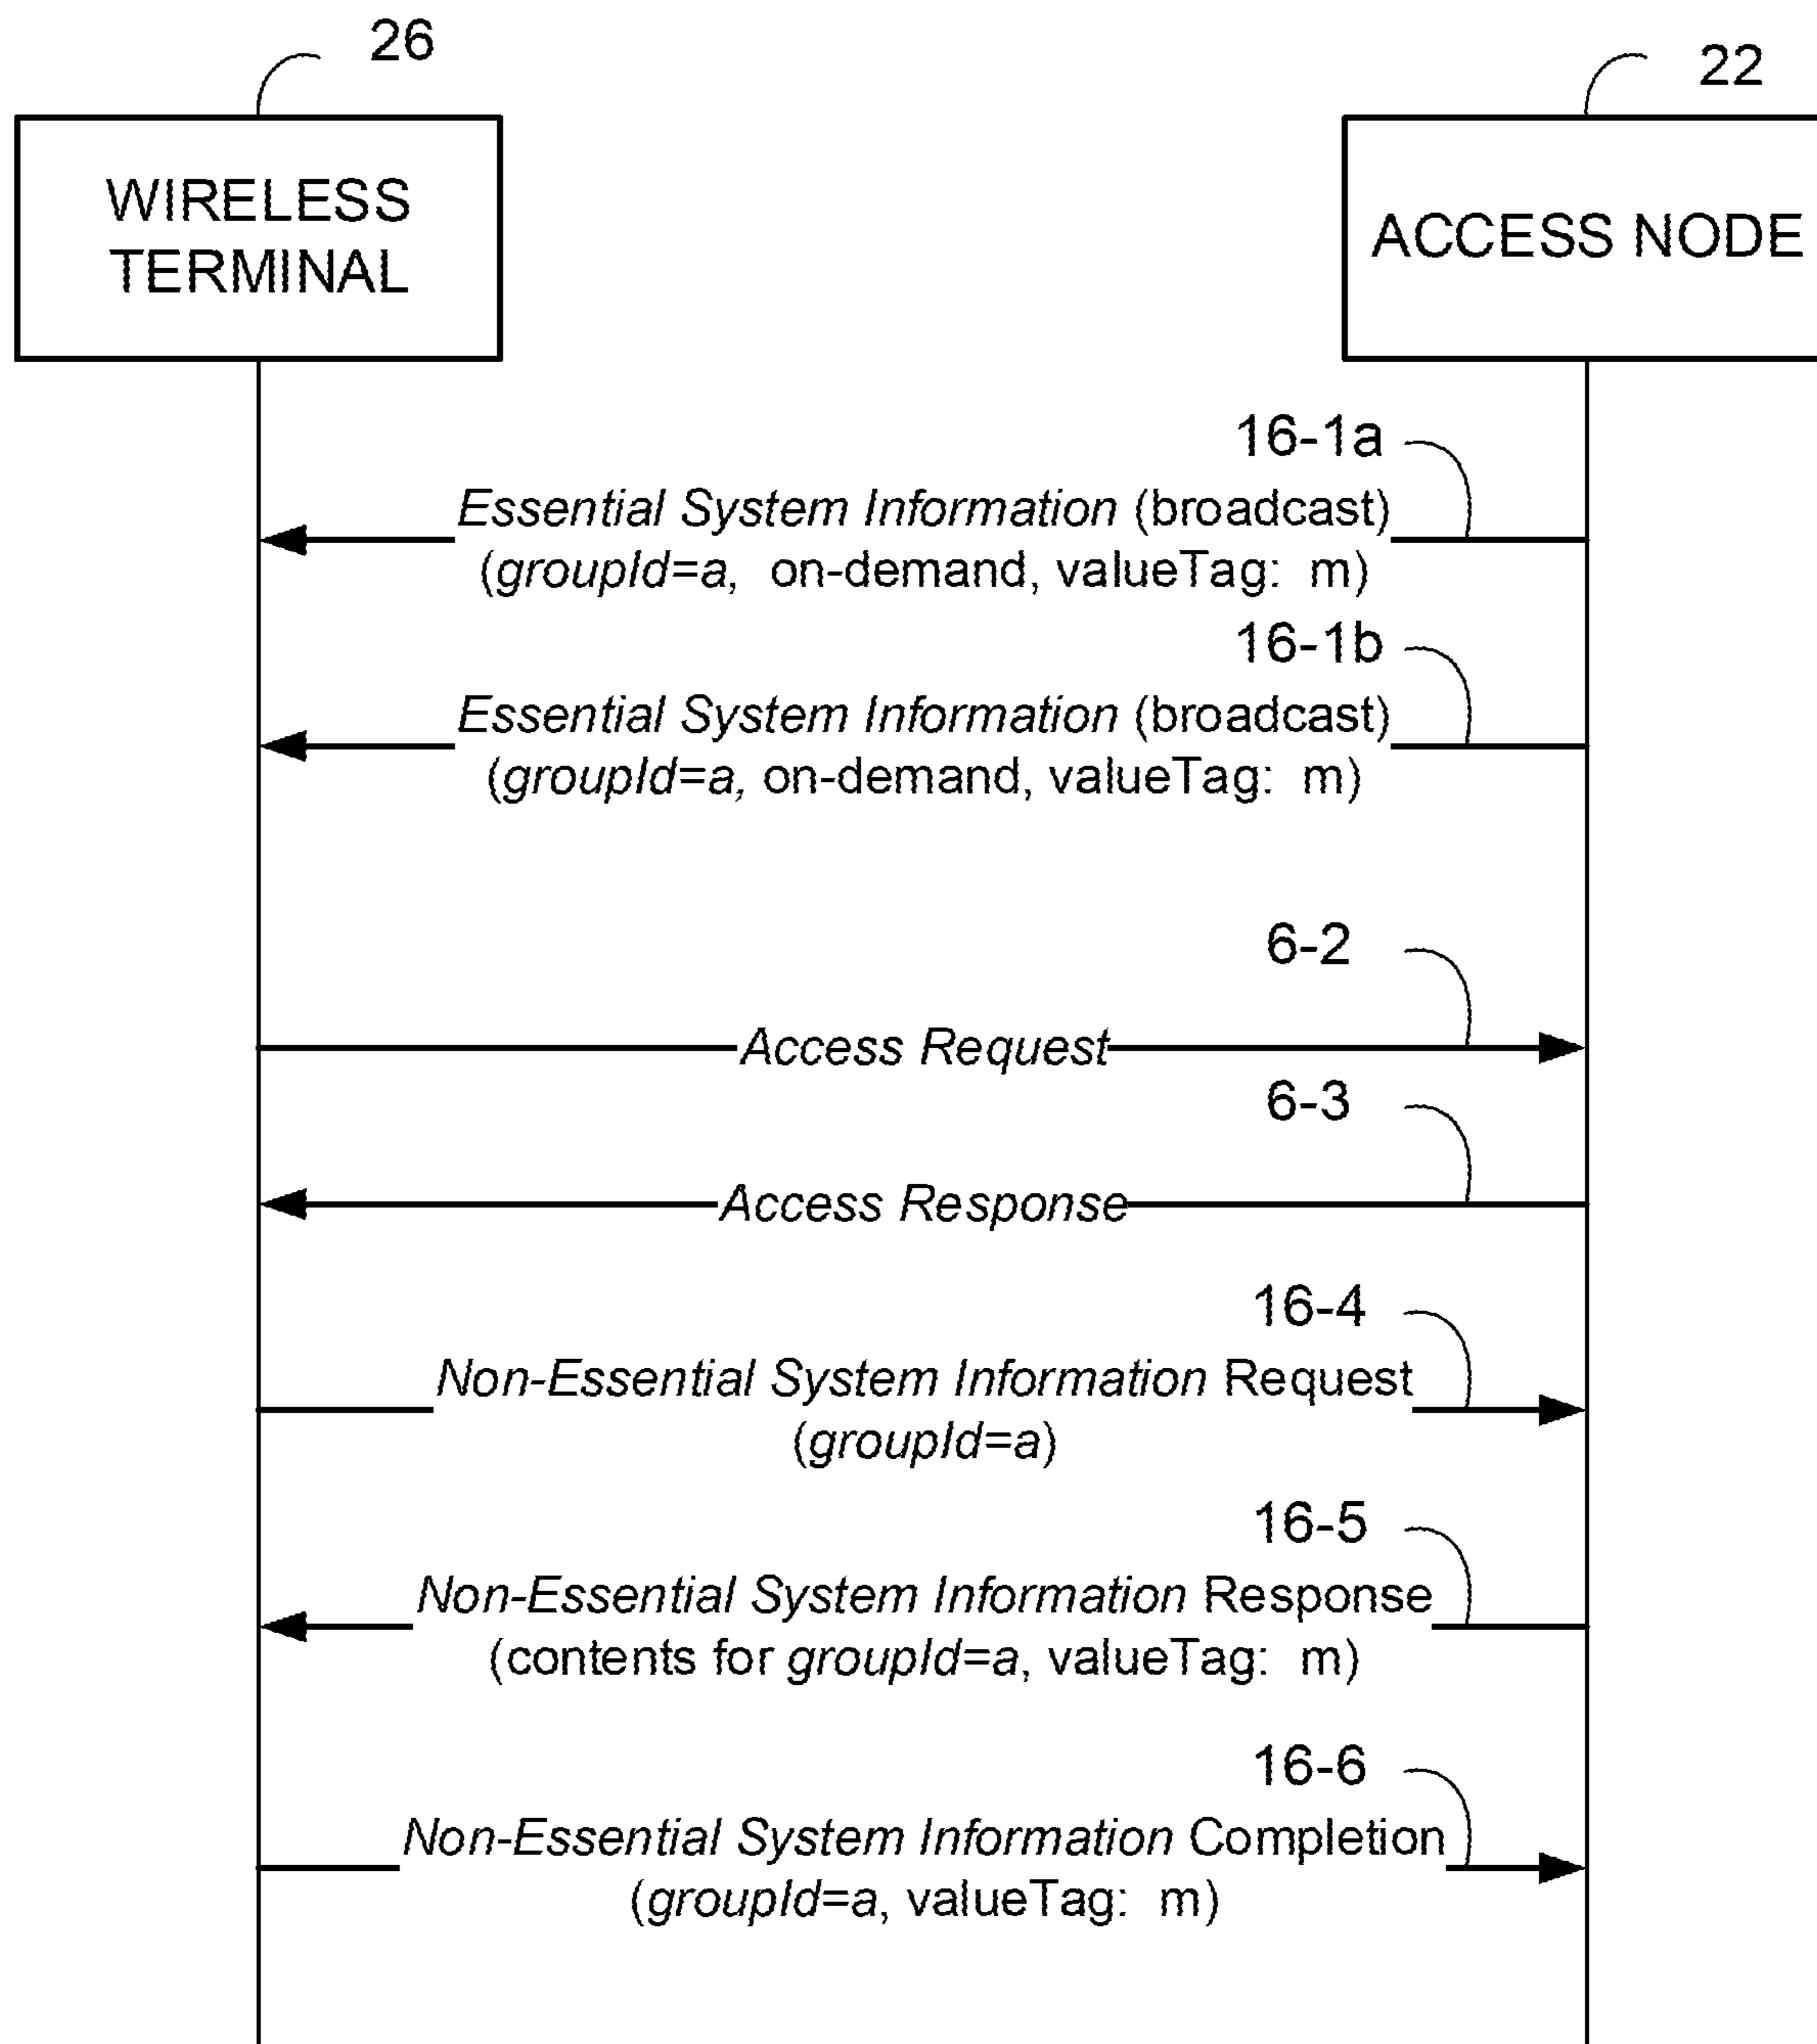 26
22
WIRELESS
TERMINAL
ACCESS NODE
16-1a
Essential System Information (broadcast)
(groupId=a, on-demand, valueTag: m)
16-1b
Essential System Information (broadcast)
(groupId=a, on-demand, valueTag: m)
6-2
Access Request
6-3
Access Response
16-4
Non-Essential System Information Request
(groupId=a)
16-5
Non-Essential System Information Response
(contents for groupId=a, valueTag: m)
16-6
Non-Essential System Information Completion
(groupId=a, valueTag: m)